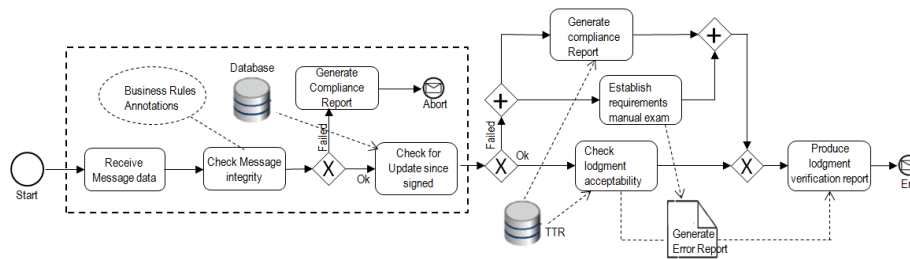 Start
Receive
Message data
Business Rules
Annotations
Check Message
integrity
Database
Generate
Compliance
Report
Abort
Failed
X
Ok
Check for
Update since
signed
Failed
X
Ok
Generate
compliance
Report
Establish
requirements
manual exam
Check
lodgment
acceptability
TTR
Generate
Error Report
X
Produce
lodgment
verification report